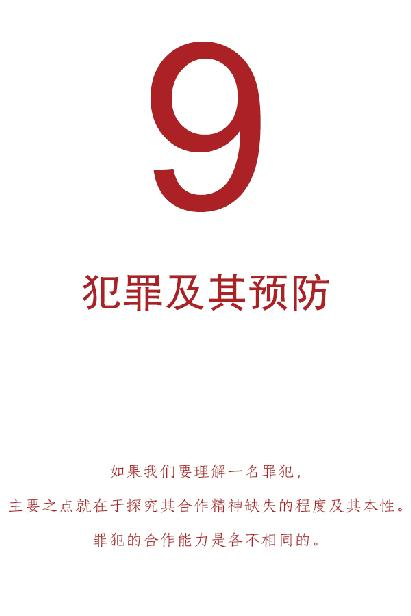 9
犯罪及其预防
如果我们要理解一名罪犯，
主要之点就在于探究其合作精神缺失的程度及其本性。
罪犯的合作能力是各不相同的。